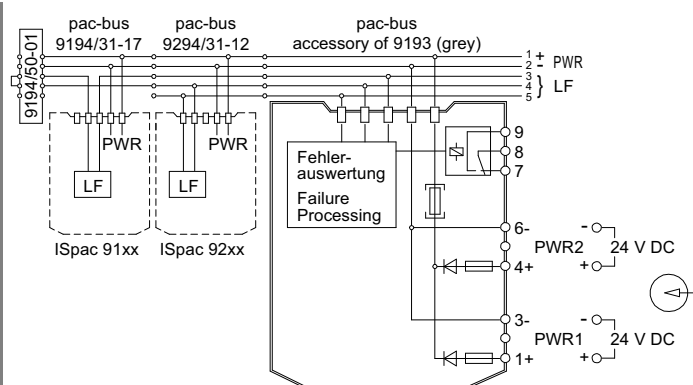 pac-bus
9194/31-17
pac-bus
9294/31-12
pac-bus
accessory of 9193 (grey)
9194/50-01
1 +
2 - PWR
3
4 } LF
5
PWR
PWR
LF
LF
ISpac 91xx
ISpac 92xx
Fehler-
auswertung
Failure
Processing
9
8
7
6-
4+
PWR2
-
+
24 V DC
3-
1+
PWR1
-
+
24 V DC